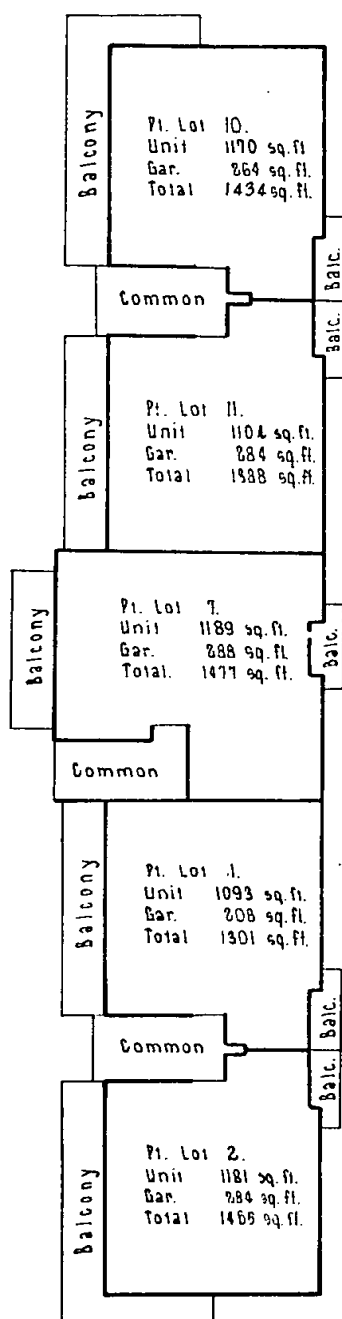 Balcony
Pt. Lot 10.
Unit 1170 sq.ft
Gar. 264 sq.ft.
Total 1434 sq.ft.
Balc.
Common
Balc.
Balcony
Pt. Lot 11.
Unit 1104 sq.ft.
Gar. 284 sq.ft.
Total 1388 sq.ft.
Balcony
Pt. Lot 7.
Unit 1189 sq.ft.
Gar. 288 sq.ft.
Total. 1477 sq.ft.
Balc.
Common
Balcony
Pt. Lot 1.
Unit 1093 sq.ft.
Gar. 208 sq.ft.
Total 1301 sq.ft.
Balc.
Common
Balc.
Balcony
Pt. Lot 2.
Unit 1181 sq.ft.
Gar. 284 sq.ft.
Total 1465 sq.ft.